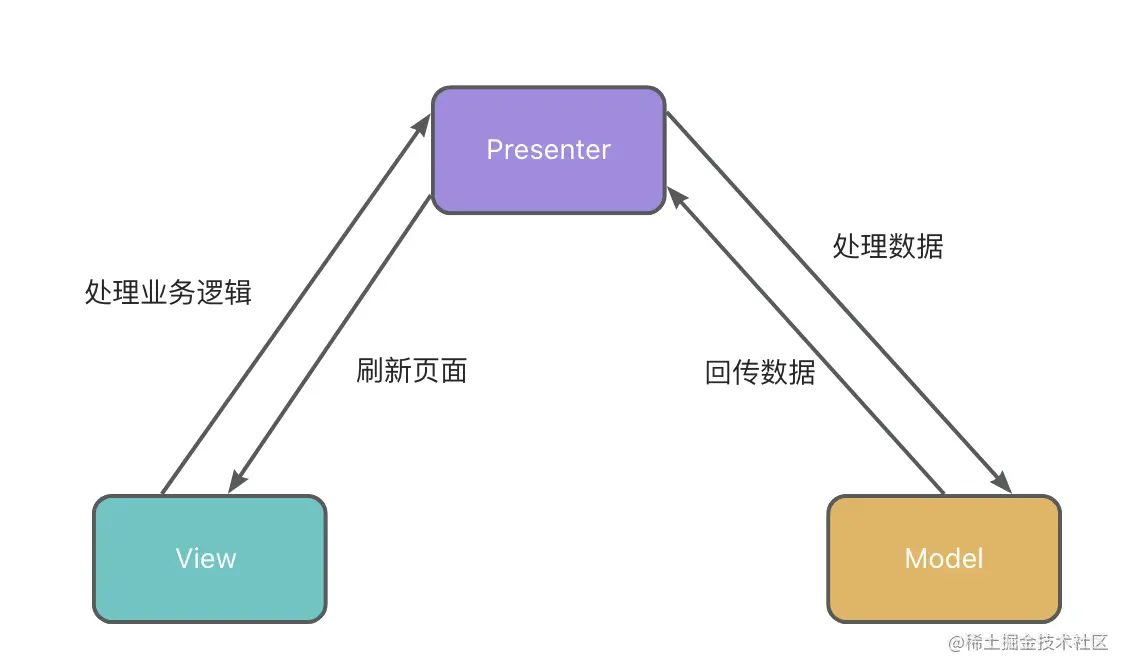 Presenter
处理数据
处理业务逻辑
刷新页面
回传数据
View
Model
@稀土掘金技术社区